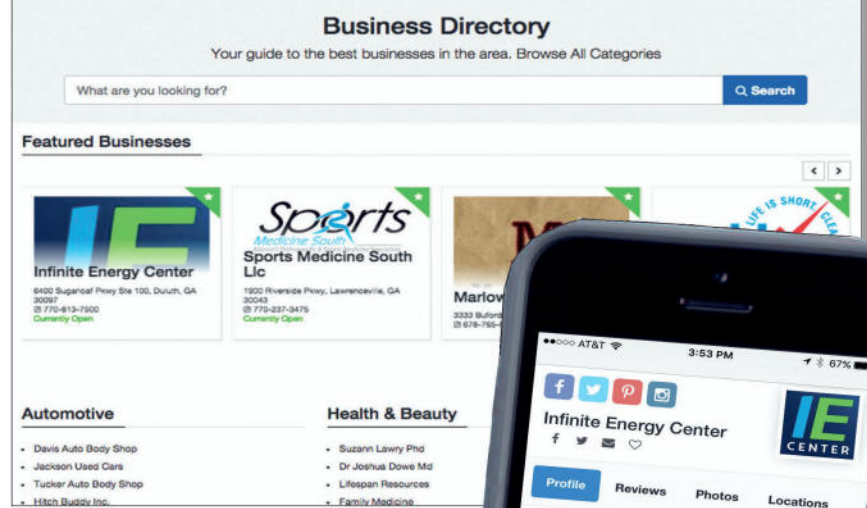 Business Directory
Your guide to the best businesses in the area. Browse All Categories
What are you looking for?
Search
Featured Businesses
IE
Infinite Energy Center
6400 Sugarloaf Pkwy Ste 100, Duluth, GA
30097
770-813-7500
Currently Open
Sports
Medicine South
Sports Medicine South
Llc
1900 Riverside Pkwy, Lawrenceville, GA
30043
770-237-3475
Currently Open
M
Marlow
3333 Buford
LIFE IS SHORT
Automotive
Davis Auto Body Shop
Jackson Used Cars
Tucker Auto Body Shop
Hitch Buddy Inc.
Health & Beauty
Suzann Lawry Phd
Dr Joshua Dowe Md
Lifespan Resources
Family Medicine
AT&T 3:53 PM 67%
Infinite Energy Center
IE
CENTER
Profile Reviews Photos Locations